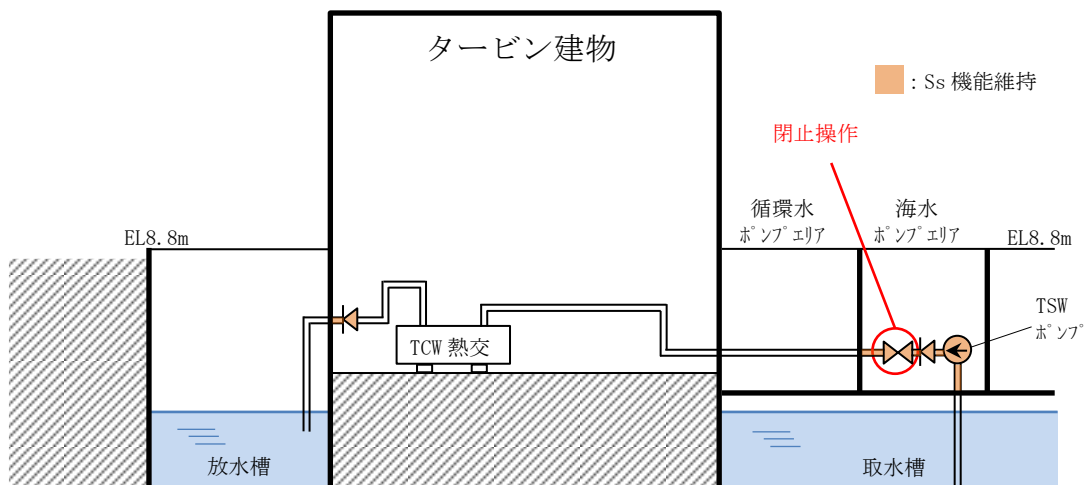 タービン建物
：Ss 機能維持
閉止操作
循環水
ﾎﾟﾝﾌﾟｴﾘｱ
海水
ﾎﾟﾝﾌﾟｴﾘｱ
EL8.8m
EL8.8m
TSW
ﾎﾟﾝﾌﾟ
TCW 熱交
放水槽
取水槽